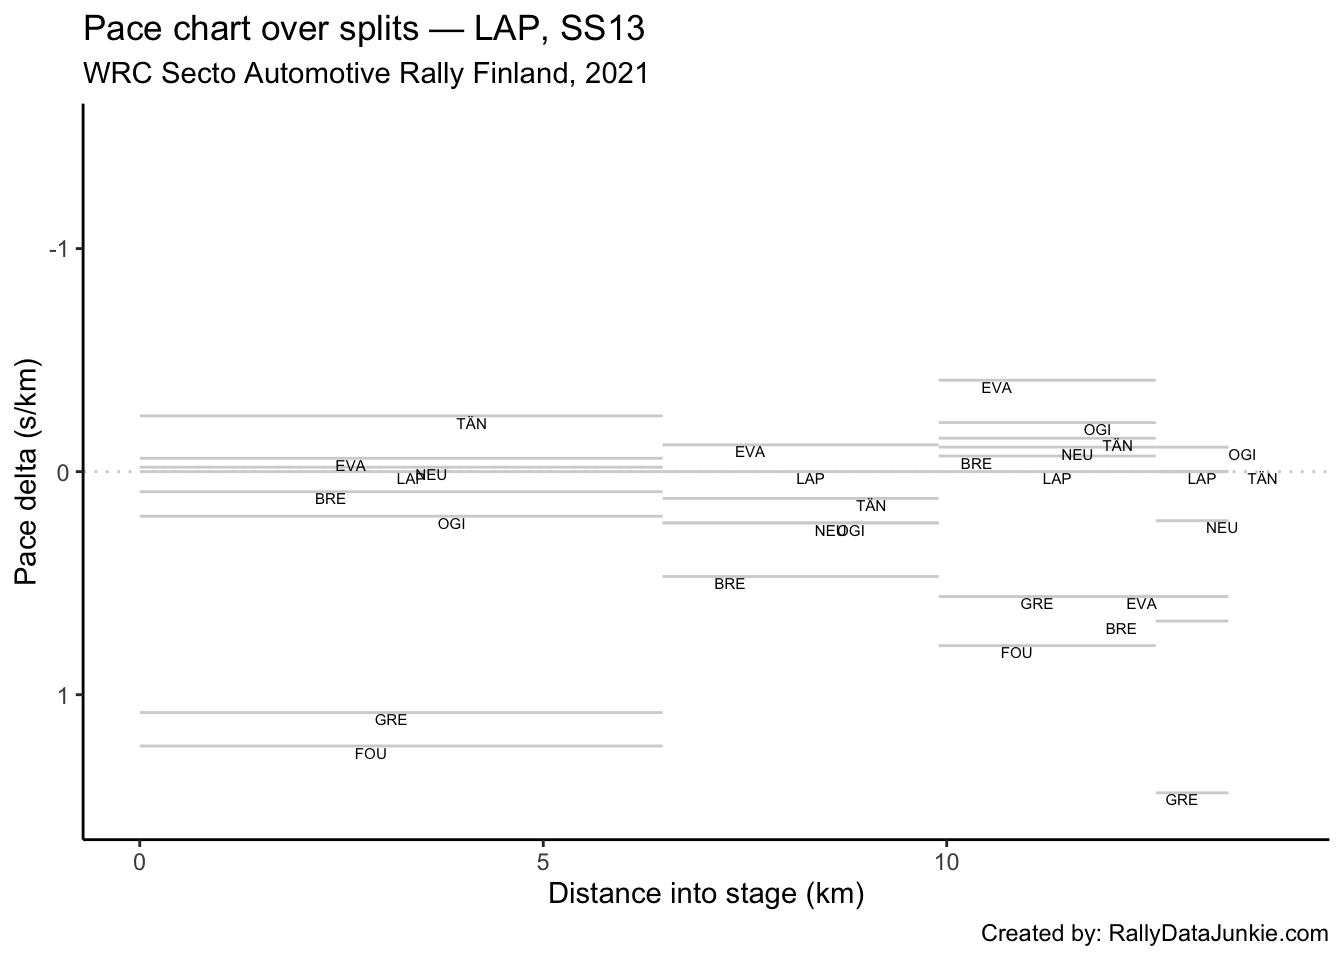 Pace chart over splits — LAP, SS13
WRC Secto Automotive Rally Finland, 2021
Pace delta (s/km)
-1
0
1
TÄN
EVA
NEU
LAP
BRE
OGI
GRE
FOU
EVA
LAP
TÄN
NEU
OGI
BRE
EVA
OGI
TÄN
NEU
BRE
LAP
GRE
FOU
OGI
LAP
TÄN
NEU
EVA
BRE
GRE
0
5
10
Distance into stage (km)
Created by: RallyDataJunkie.com